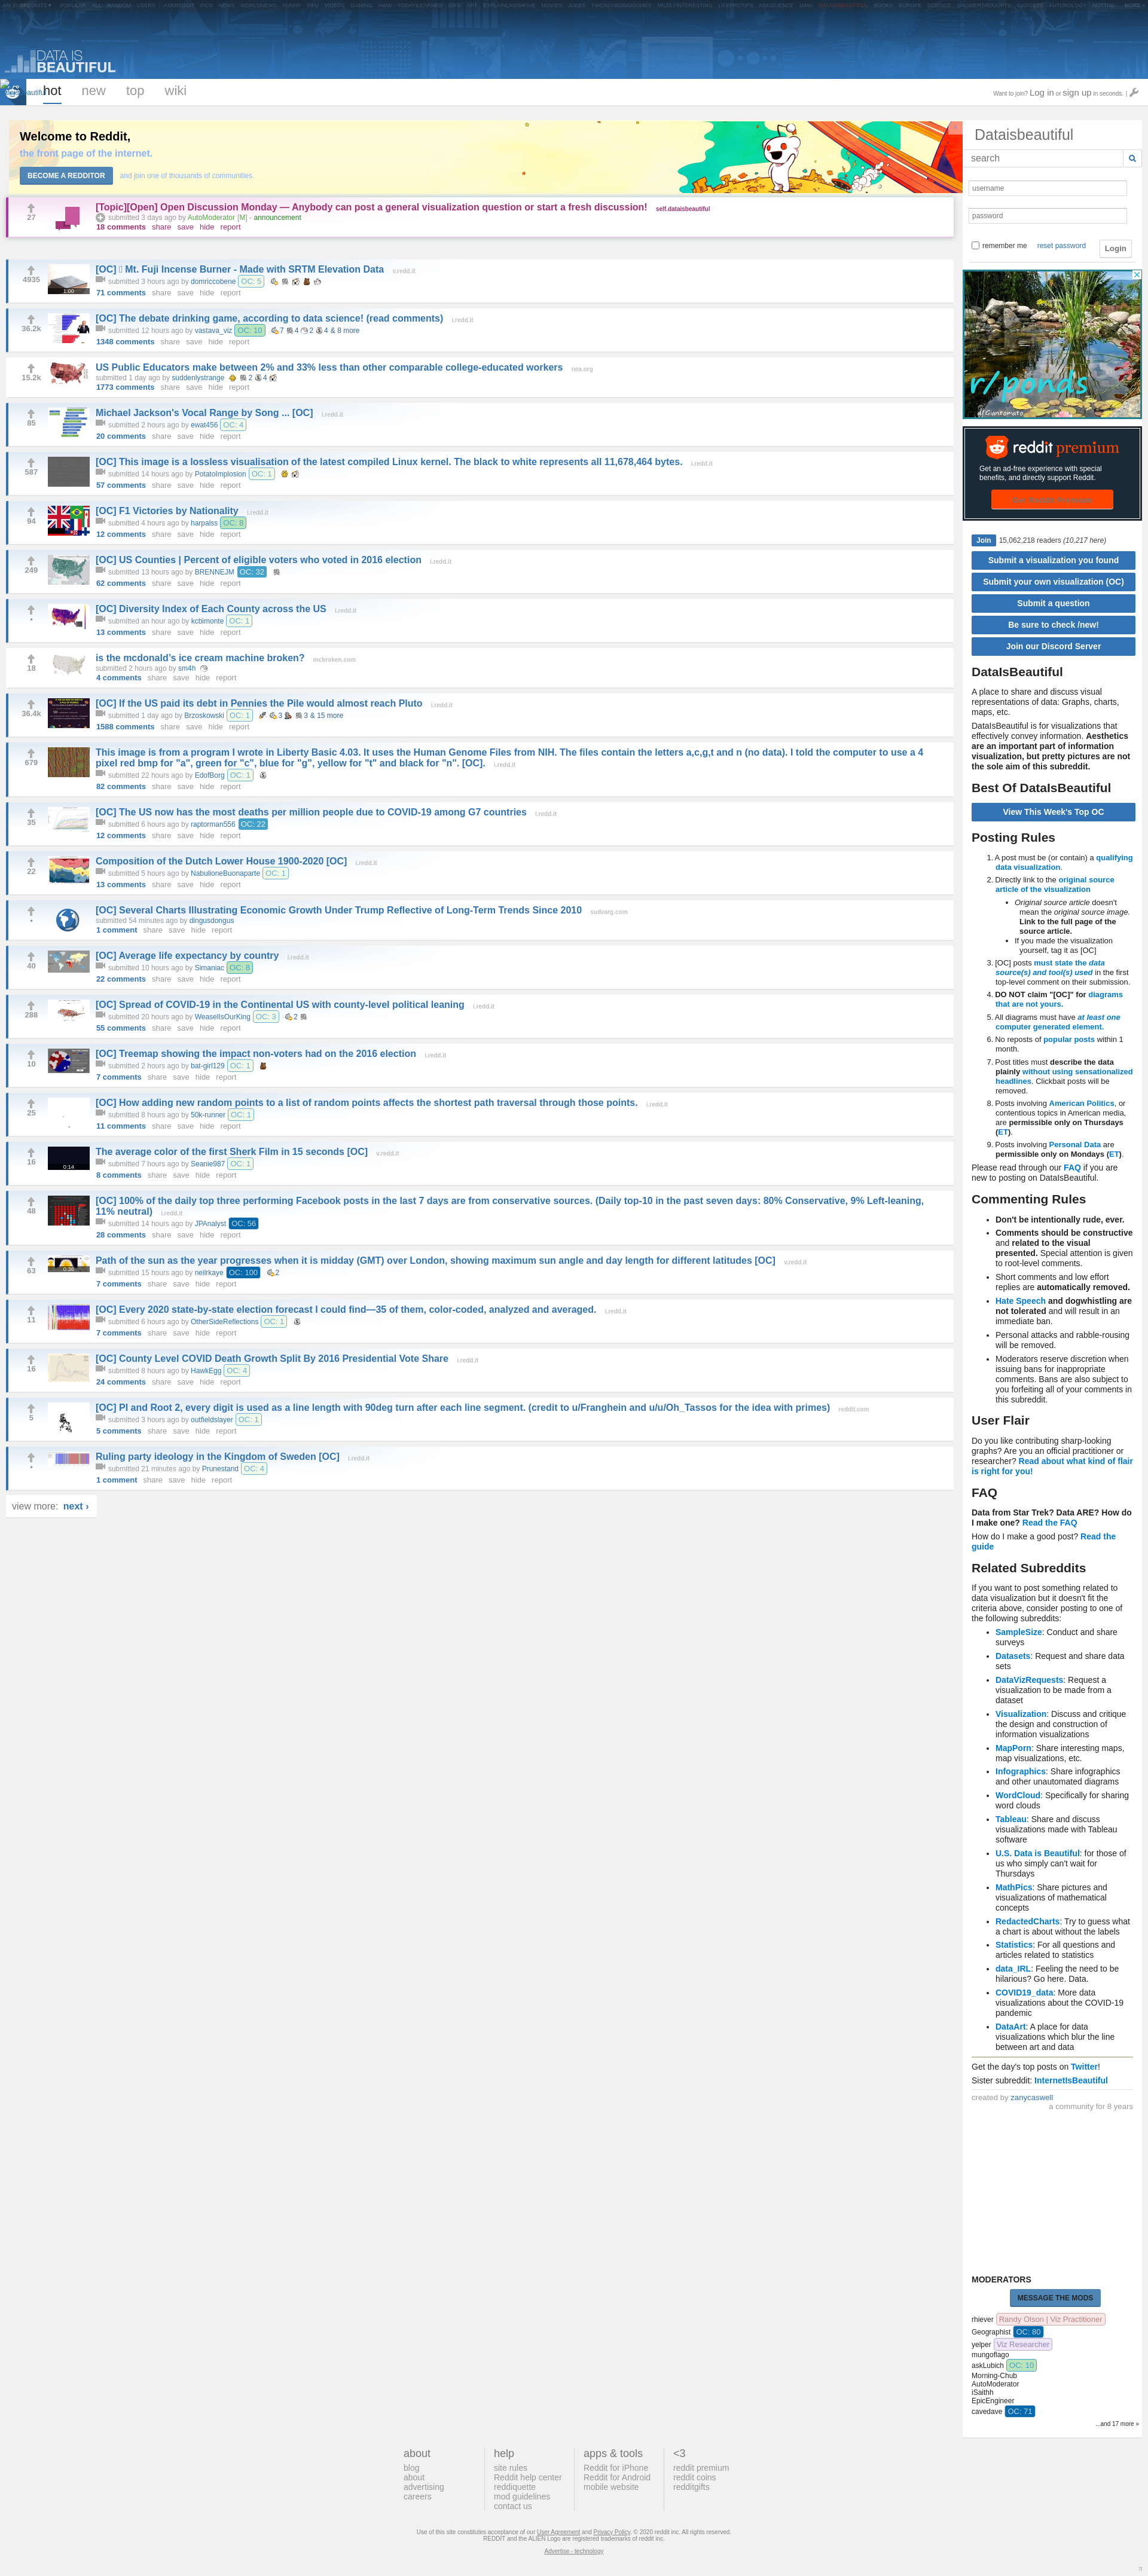 DATA IS
BEAUTIFUL
hot
new
top
wiki
Want to join? Log in or sign up in seconds. |
Welcome to Reddit,
the front page of the internet.
BECOME A REDDITOR
and join one of thousands of communities.
27
[Topic][Open] Open Discussion Monday — Anybody can post a general visualization question or start a fresh discussion! self.dataisbeautiful
submitted 3 days ago by AutoModerator [M] - announcement
18 comments share save hide report
4935
1:00
[OC] Mt. Fuji Incense Burner - Made with SRTM Elevation Data v.redd.it
submitted 3 hours ago by domriccobene OC: 5
71 comments share save hide report
36.2k
[OC] The debate drinking game, according to data science! (read comments) i.redd.it
submitted 12 hours ago by vastava_viz OC: 10 7 4 2 4 & 8 more
1348 comments share save hide report
15.2k
US Public Educators make between 2% and 33% less than other comparable college-educated workers nea.org
submitted 1 day ago by suddenlystrange 2 4
1773 comments share save hide report
85
Michael Jackson's Vocal Range by Song ... [OC] i.redd.it
submitted 2 hours ago by ewat456 OC: 4
20 comments share save hide report
587
[OC] This image is a lossless visualisation of the latest compiled Linux kernel. The black to white represents all 11,678,464 bytes. i.redd.it
submitted 14 hours ago by PotatoImplosion OC: 1
57 comments share save hide report
94
[OC] F1 Victories by Nationality i.redd.it
submitted 4 hours ago by harpalss OC: 8
12 comments share save hide report
249
[OC] US Counties | Percent of eligible voters who voted in 2016 election i.redd.it
submitted 13 hours ago by BRENNEJM OC: 32
62 comments share save hide report
•
[OC] Diversity Index of Each County across the US i.redd.it
submitted an hour ago by kcbimonte OC: 1
13 comments share save hide report
18
is the mcdonald's ice cream machine broken? mcbroken.com
submitted 2 hours ago by sm4h
4 comments share save hide report
36.4k
[OC] If the US paid its debt in Pennies the Pile would almost reach Pluto i.redd.it
submitted 1 day ago by Brzoskowski OC: 1 3 3 & 15 more
1588 comments share save hide report
679
This image is from a program I wrote in Liberty Basic 4.03. It uses the Human Genome Files from NIH. The files contain the letters a,c,g,t and n (no data). I told the computer to use a 4
pixel red bmp for "a", green for "c", blue for "g", yellow for "t" and black for "n". [OC]. i.redd.it
submitted 22 hours ago by EdofBorg OC: 1
82 comments share save hide report
35
[OC] The US now has the most deaths per million people due to COVID-19 among G7 countries i.redd.it
submitted 6 hours ago by raptorman556 OC: 22
12 comments share save hide report
22
Composition of the Dutch Lower House 1900-2020 [OC] i.redd.it
submitted 5 hours ago by NabulioneBuonaparte OC: 1
13 comments share save hide report
•
[OC] Several Charts Illustrating Economic Growth Under Trump Reflective of Long-Term Trends Since 2010 sudvarg.com
submitted 54 minutes ago by dingusdongus
1 comment share save hide report
40
[OC] Average life expectancy by country i.redd.it
submitted 10 hours ago by Simaniac OC: 8
22 comments share save hide report
288
[OC] Spread of COVID-19 in the Continental US with county-level political leaning i.redd.it
submitted 20 hours ago by WeaselIsOurKing OC: 3 2
55 comments share save hide report
10
[OC] Treemap showing the impact non-voters had on the 2016 election i.redd.it
submitted 2 hours ago by bat-girl129 OC: 1
7 comments share save hide report
25
[OC] How adding new random points to a list of random points affects the shortest path traversal through those points. i.redd.it
submitted 8 hours ago by 50k-runner OC: 1
11 comments share save hide report
16
0:14
The average color of the first Sherk Film in 15 seconds [OC] v.redd.it
submitted 7 hours ago by Seanie987 OC: 1
8 comments share save hide report
48
[OC] 100% of the daily top three performing Facebook posts in the last 7 days are from conservative sources. (Daily top-10 in the past seven days: 80% Conservative, 9% Left-leaning,
11% neutral) i.redd.it
submitted 14 hours ago by JPAnalyst OC: 56
28 comments share save hide report
63
Path of the sun as the year progresses when it is midday (GMT) over London, showing maximum sun angle and day length for different latitudes [OC] v.redd.it
submitted 15 hours ago by neilrkaye OC: 100 2
7 comments share save hide report
11
[OC] Every 2020 state-by-state election forecast I could find—35 of them, color-coded, analyzed and averaged. i.redd.it
submitted 6 hours ago by OtherSideReflections OC: 1
7 comments share save hide report
16
[OC] County Level COVID Death Growth Split By 2016 Presidential Vote Share i.redd.it
submitted 8 hours ago by HawkEgg OC: 4
24 comments share save hide report
5
[OC] PI and Root 2, every digit is used as a line length with 90deg turn after each line segment. (credit to u/Franghein and u/u/Oh_Tassos for the idea with primes) reddit.com
submitted 3 hours ago by outfieldslayer OC: 1
5 comments share save hide report
•
Ruling party ideology in the Kingdom of Sweden [OC] i.redd.it
submitted 21 minutes ago by Prunestand OC: 4
1 comment share save hide report
view more: next ›
Dataisbeautiful
search
username
password
remember me reset password Login
r/ponds
reddit premium
Get an ad-free experience with special
benefits, and directly support Reddit.
Join 15,062,218 readers (10,217 here)
Submit a visualization you found
Submit your own visualization (OC)
Submit a question
Be sure to check /new!
Join our Discord Server
DataIsBeautiful
A place to share and discuss visual
representations of data: Graphs, charts,
maps, etc.
DataIsBeautiful is for visualizations that
effectively convey information. Aesthetics
are an important part of information
visualization, but pretty pictures are not
the sole aim of this subreddit.
Best Of DataIsBeautiful
View This Week's Top OC
Posting Rules
1. A post must be (or contain) a qualifying
data visualization.
2. Directly link to the original source
article of the visualization
Original source article doesn't
mean the original image.
Link to the full page of the
source article.
If you made the visualization
yourself, tag it as [OC]
3. [OC] posts must state the data
source(s) and tool(s) used in the first
top-level comment on their submission.
4. DO NOT claim "[OC]" for diagrams
that are not yours.
5. All diagrams must have at least one
computer generated element.
6. No reposts of popular posts within 1
month.
7. Post titles must describe the data
plainly without using sensationalized
headlines. Clickbait posts will be
removed.
8. Posts involving American Politics, or
contentious topics in American media,
are permissible only on Thursdays
(ET).
9. Posts involving Personal Data are
permissible only on Mondays (ET).
Please read through our FAQ if you are
new to posting on DataIsBeautiful.
Commenting Rules
Don't be intentionally rude, ever.
Comments should be constructive
and related to the visual
presented. Special attention is given
to root-level comments.
Short comments and low effort
replies are automatically removed.
Hate Speech and dogwhistling are
not tolerated and will result in an
immediate ban.
Personal attacks and rabble-rousing
will be removed.
Moderators reserve discretion when
issuing bans for inappropriate
comments. Bans are also subject to
you forfeiting all of your comments in
this subreddit.
User Flair
Do you like contributing sharp-looking
graphs? Are you an official practitioner or
researcher? Read about what kind of flair
is right for you!
FAQ
Data from Star Trek? Data ARE? How do
I make one? Read the FAQ
How do I make a good post? Read the
guide
Related Subreddits
If you want to post something related to
data visualization but it doesn't fit the
criteria above, consider posting to one of
the following subreddits:
SampleSize: Conduct and share
surveys
Datasets: Request and share data
sets
DataVizRequests: Request a
visualization to be made from a
dataset
Visualization: Discuss and critique
the design and construction of
information visualizations
MapPorn: Share interesting maps,
map visualizations, etc.
Infographics: Share infographics
and other unautomated diagrams
WordCloud: Specifically for sharing
word clouds
Tableau: Share and discuss
visualizations made with Tableau
software
U.S. Data is Beautiful: for those of
us who simply can't wait for
Thursdays
MathPics: Share pictures and
visualizations of mathematical
concepts
RedactedCharts: Try to guess what
a chart is about without the labels
Statistics: For all questions and
articles related to statistics
data_IRL: Feeling the need to be
hilarious? Go here. Data.
COVID19_data: More data
visualizations about the COVID-19
pandemic
DataArt: A place for data
visualizations which blur the line
between art and data
Get the day's top posts on Twitter!
Sister subreddit: InternetIsBeautiful
created by zanycaswell
a community for 8 years
MODERATORS
MESSAGE THE MODS
rhiever Randy Olson | Viz Practitioner
Geographist OC: 80
yelper Viz Researcher
mungoflago
askLubich OC: 10
Morning-Chub
AutoModerator
iSaithh
EpicEngineer
cavedave OC: 71
...and 17 more »
about
blog
about
advertising
careers
help
site rules
Reddit help center
reddiquette
mod guidelines
contact us
apps & tools
Reddit for iPhone
Reddit for Android
mobile website
<3
reddit premium
reddit coins
redditgifts
Use of this site constitutes acceptance of our User Agreement and Privacy Policy. © 2020 reddit inc. All rights reserved.
REDDIT and the ALIEN Logo are registered trademarks of reddit inc.
Advertise - technology
π